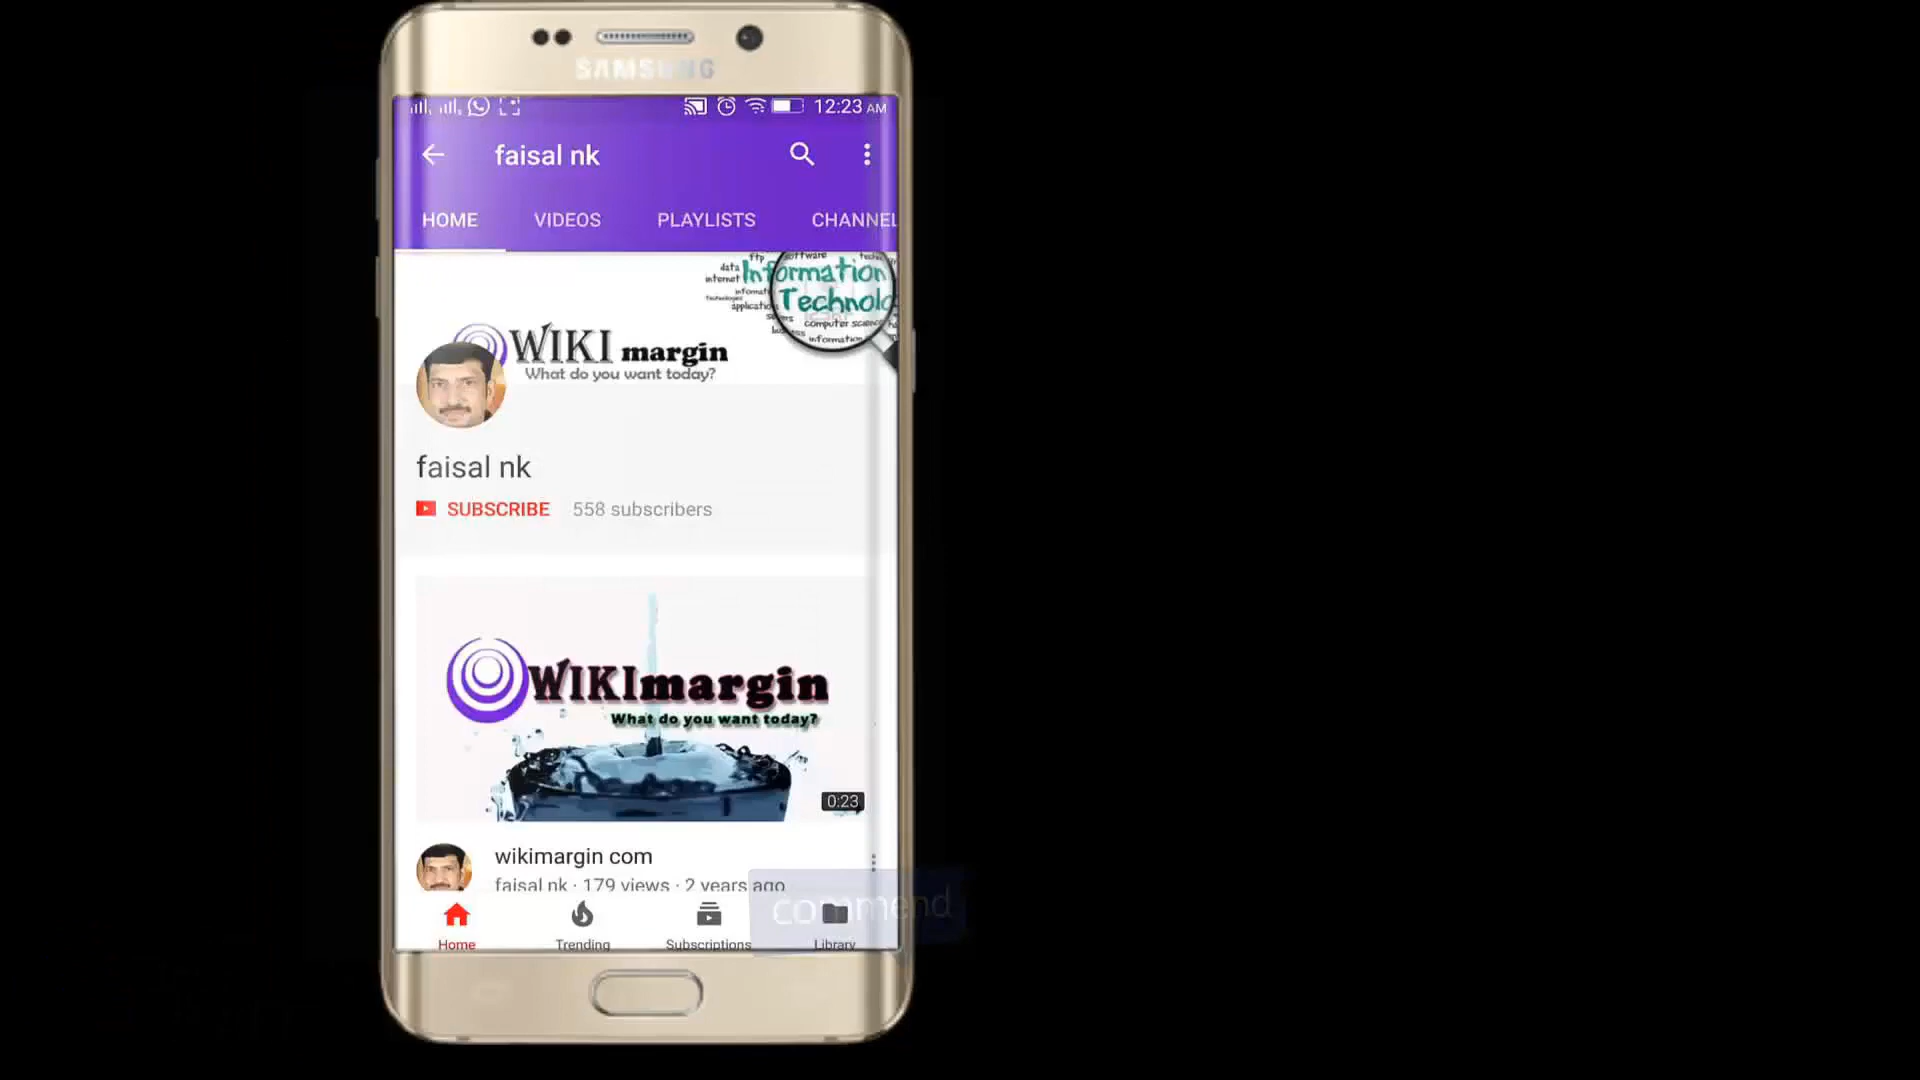 SAMSUNG
12:23 AM
faisal nk
HOME VIDEOS PLAYLISTS CHANNEL
ftp software
data Information
internet
Technolo
computer science
information
WIKI margin
What do you want today?
faisal nk
SUBSCRIBE 558 subscribers
WIKImargin
What do you want today?
0:23
wikimargin com
faisal nk · 179 views · 2 years ago
commend
Home Trending Subscriptions Library